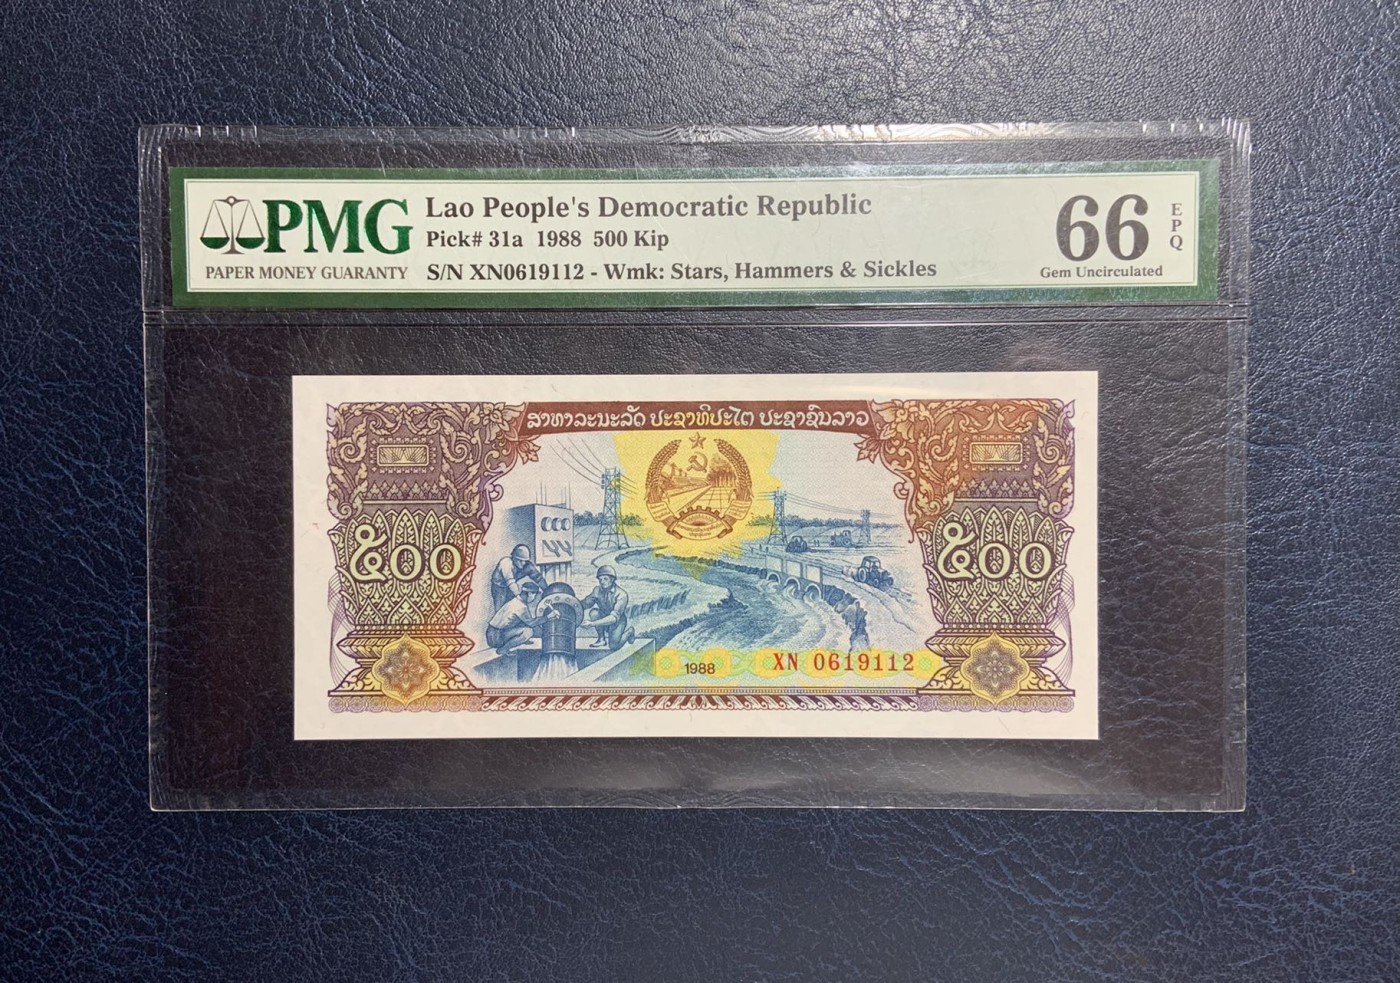 PMG
PAPER MONEY GUARANTY
Lao People's Democratic Republic
Pick# 31a 1988 500 Kip
S/N XN0619112 - Wmk: Stars, Hammers & Sickles
66
EPQ
Gem Uncirculated
ສາທາລະນະລັດ ປະຊາທິປະໄຕ ປະຊາຊົນລາວ
໕໐໐
໕໐໐
1988
XN 0619112